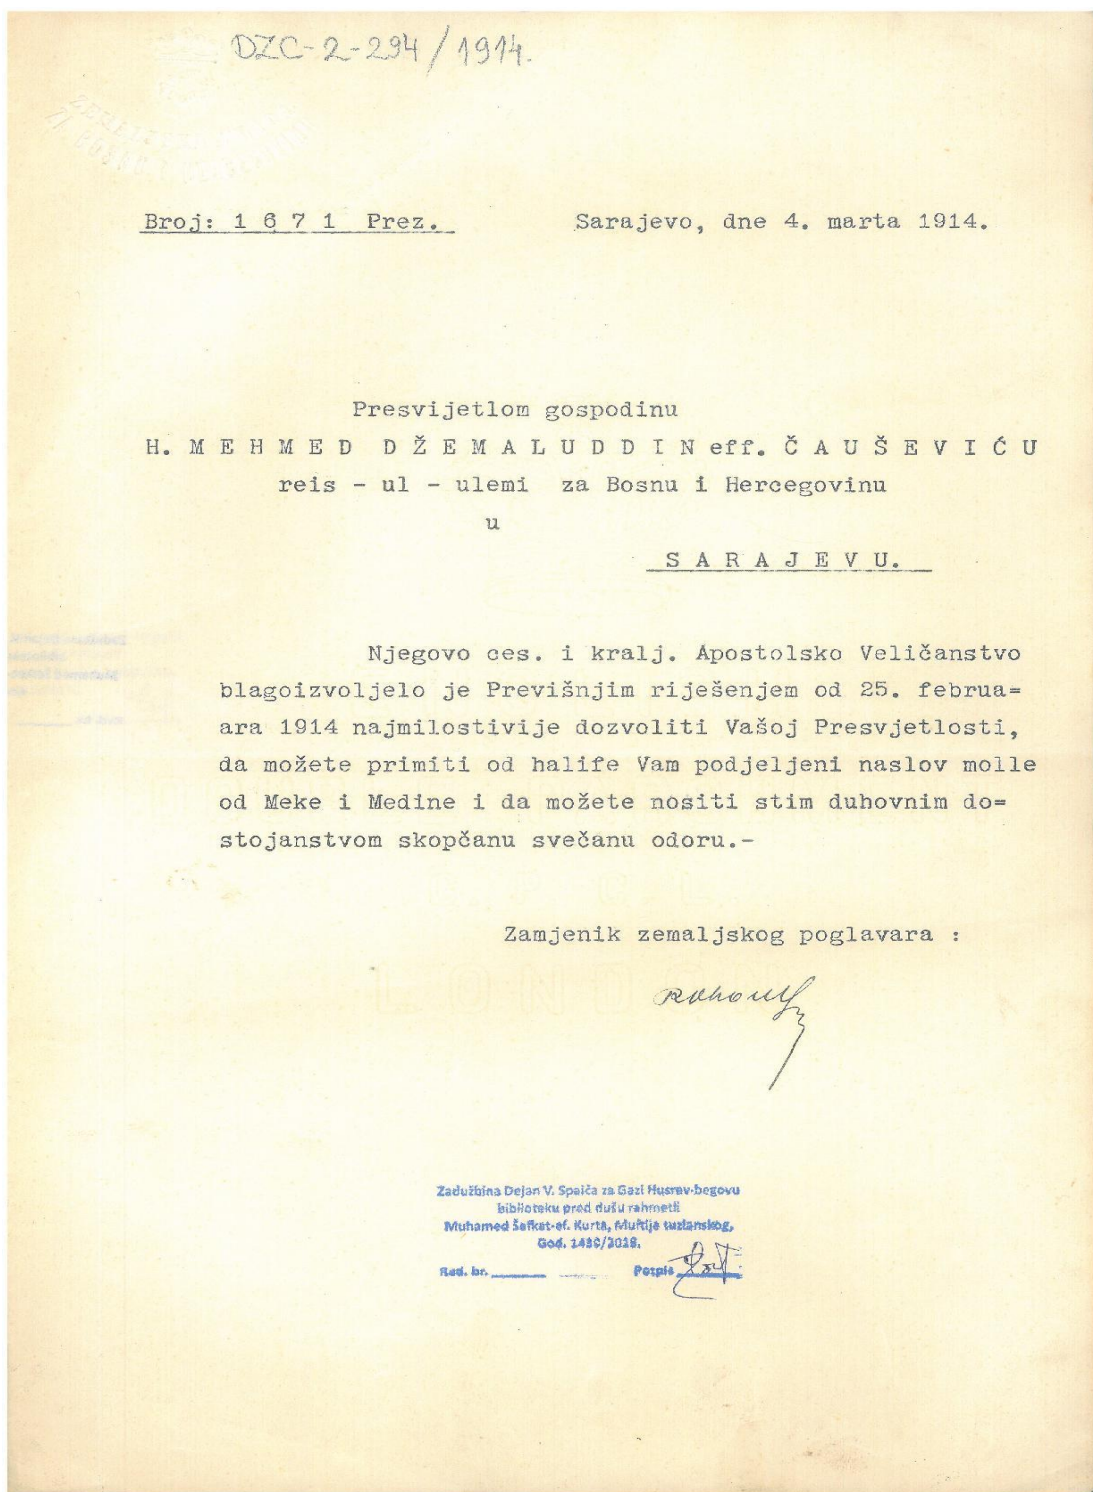 DZC-2-294/1914.
Broj: 1 6 7 1 Prez.
Sarajevo, dne 4. marta 1914.
Presvijetlom gospodinu
H. M E H M E D D Ž E M A L U D D I N eff. Č A U Š E V I Ć U
reis - ul - ulemi za Bosnu i Hercegovinu
u
S A R A J E V U.
Njegovo ces. i kralj. Apostolsko Veličanstvo
blagoizvoljelo je Previšnjim riješenjem od 25. februa=
ara 1914 najmilostivije dozvoliti Vašoj Presvjetlosti,
da možete primiti od halife Vam podjeljeni naslov molle
od Meke i Medine i da možete nositi stim duhovnim do=
stojanstvom skopčanu svečanu odoru.-
Zamjenik zemaljskog poglavara :
Zadužbina Dejan V. Spaića za Gazi Husrev-begovu
biblioteku pred dušu rahmetli
Muhamed Šefkat-ef. Kurta, Muftije tuzlanskog,
God. 1439/2018.
Red. br.
Potpis